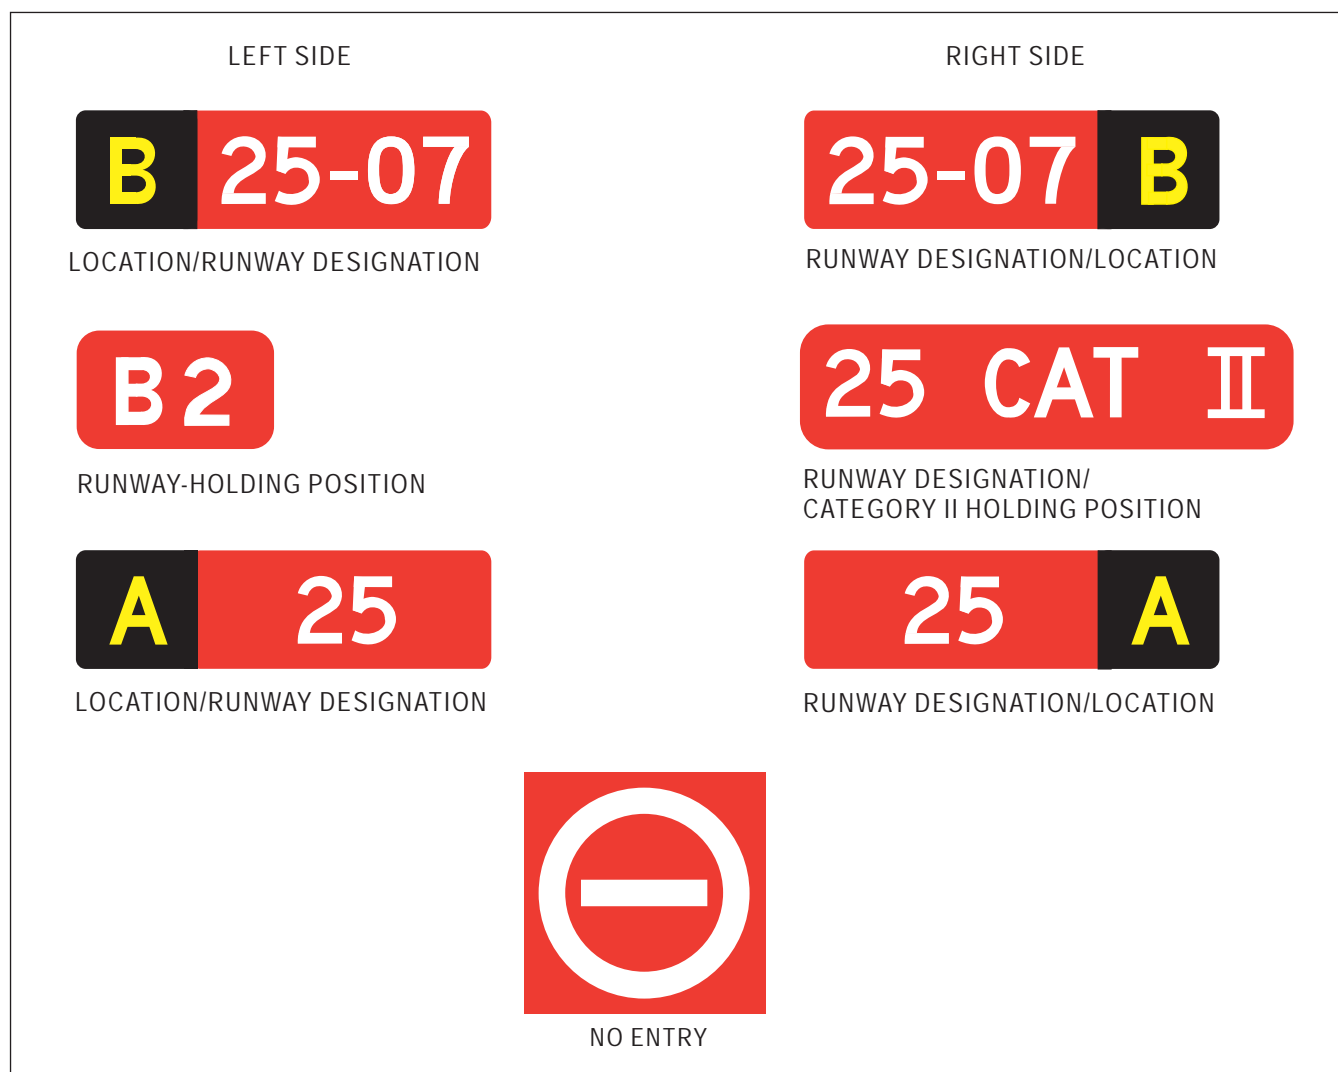 LEFT SIDE
RIGHT SIDE
B 25-07
25-07 B
LOCATION/RUNWAY DESIGNATION
RUNWAY DESIGNATION/LOCATION
B2
25 CAT II
RUNWAY-HOLDING POSITION
RUNWAY DESIGNATION/
CATEGORY II HOLDING POSITION
A 25
25 A
LOCATION/RUNWAY DESIGNATION
RUNWAY DESIGNATION/LOCATION
NO ENTRY